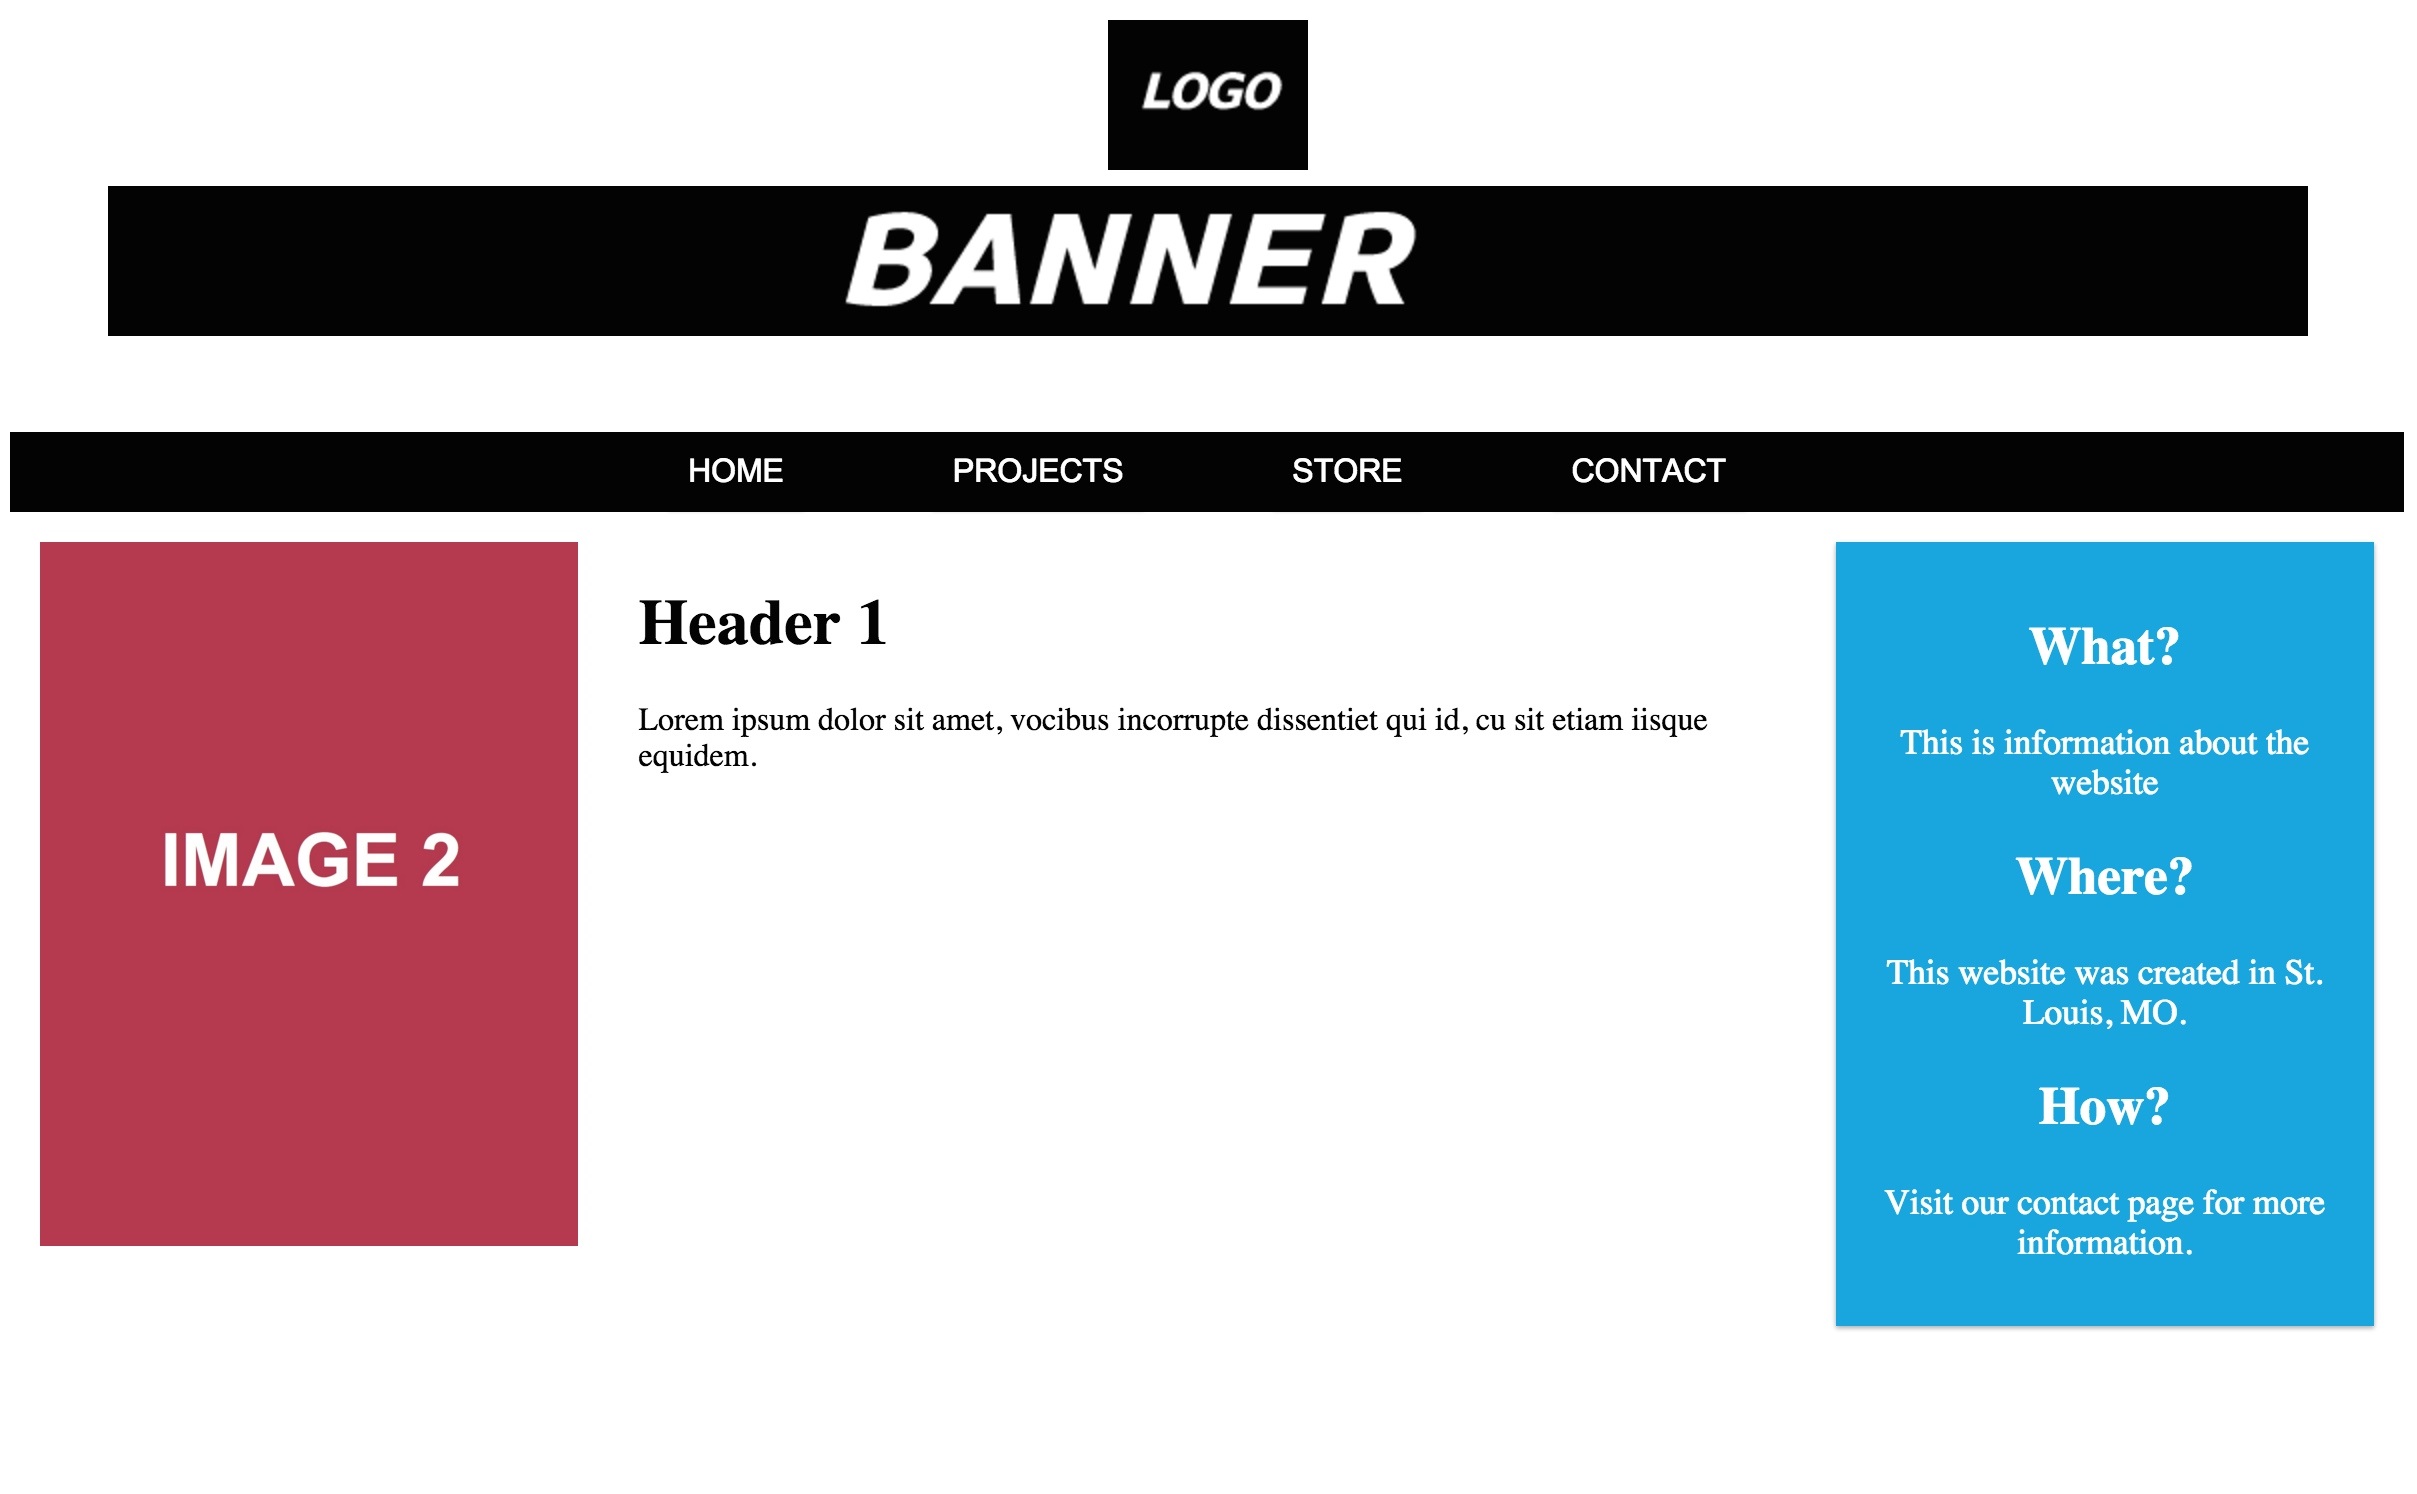 LOGO
BANNER
HOME PROJECTS STORE CONTACT
IMAGE 2
Header 1
Lorem ipsum dolor sit amet, vocibus incorrupte dissentiet qui id, cu sit etiam iisque
equidem.
What?
This is information about the
website
Where?
This website was created in St.
Louis, MO.
How?
Visit our contact page for more
information.